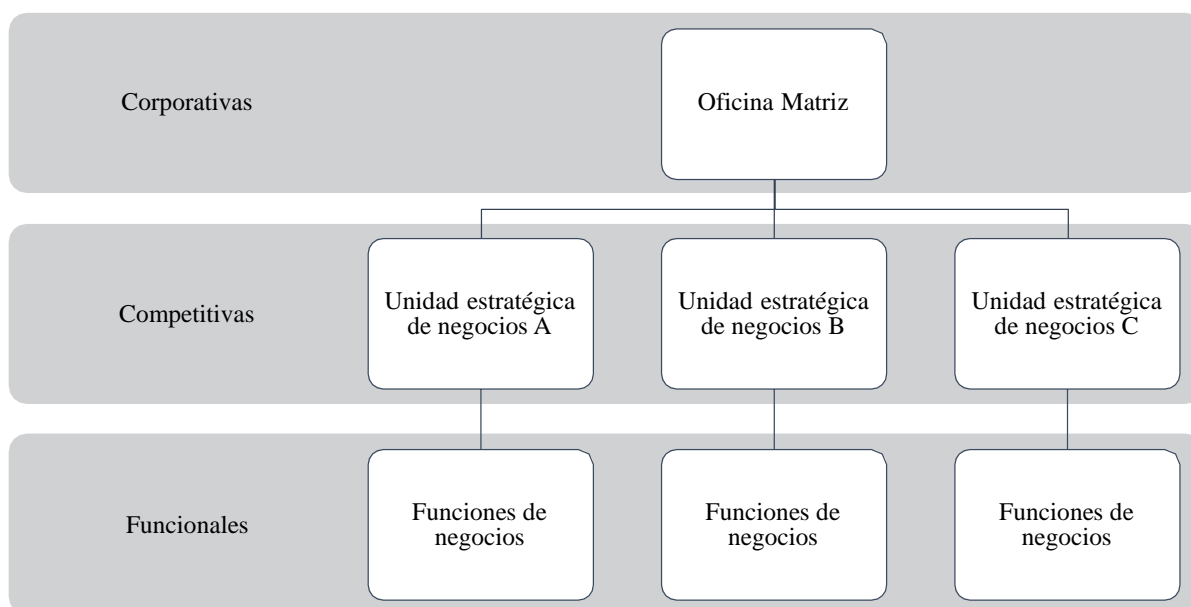 Corporativas
Oficina Matriz
Competitivas
Unidad estratégica
de negocios A
Unidad estratégica
de negocios B
Unidad estratégica
de negocios C
Funcionales
Funciones de
negocios
Funciones de
negocios
Funciones de
negocios